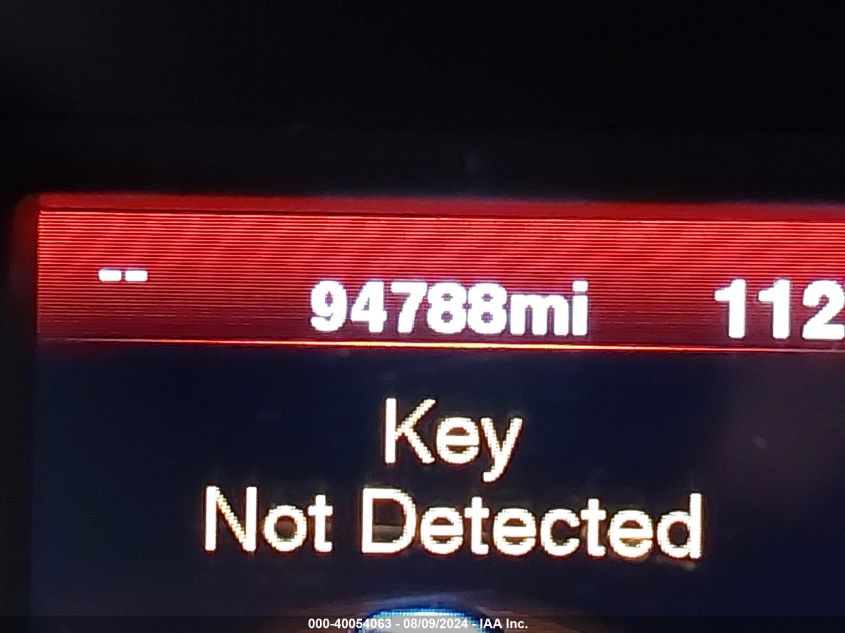 -- 94788mi 112
Key
Not Detected
000-40054063 - 08/09/2024 - IAA Inc.